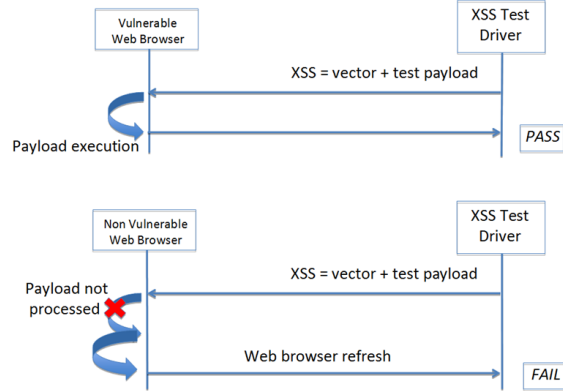 Vulnerable
Web Browser
XSS Test
Driver
XSS = vector + test payload
Payload execution
PASS
Non Vulnerable
Web Browser
XSS Test
Driver
XSS = vector + test payload
Payload not
processed
Web browser refresh
FAIL